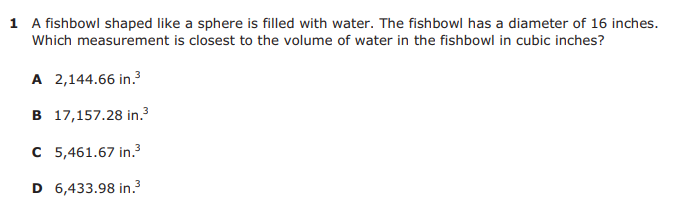 1 A fishbowl shaped like a sphere is filled with water. The fishbowl has a diameter of 16 inches.
Which measurement is closest to the volume of water in the fishbowl in cubic inches?
A 2,144.66 in.³
B 17,157.28 in.³
C 5,461.67 in.³
D 6,433.98 in.³